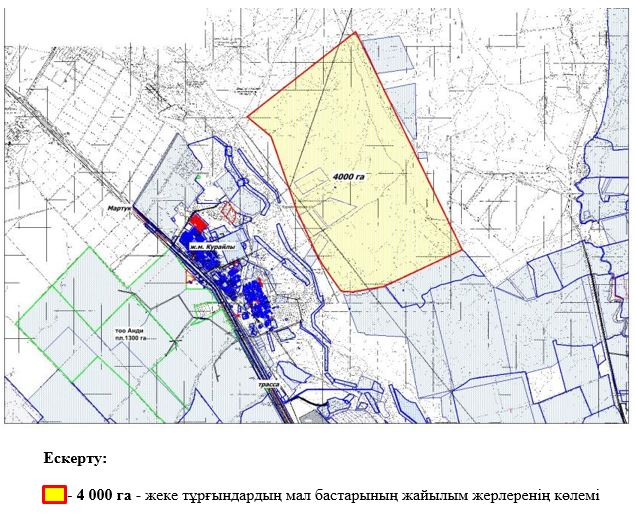 4000 га
Мартук
ж.м. Курайлы
тоо Анди
пл.1300 га
трасса
Ескерту:
- 4 000 га - жеке тұрғындардың мал бастарының жайылым жерлеренің көлемі